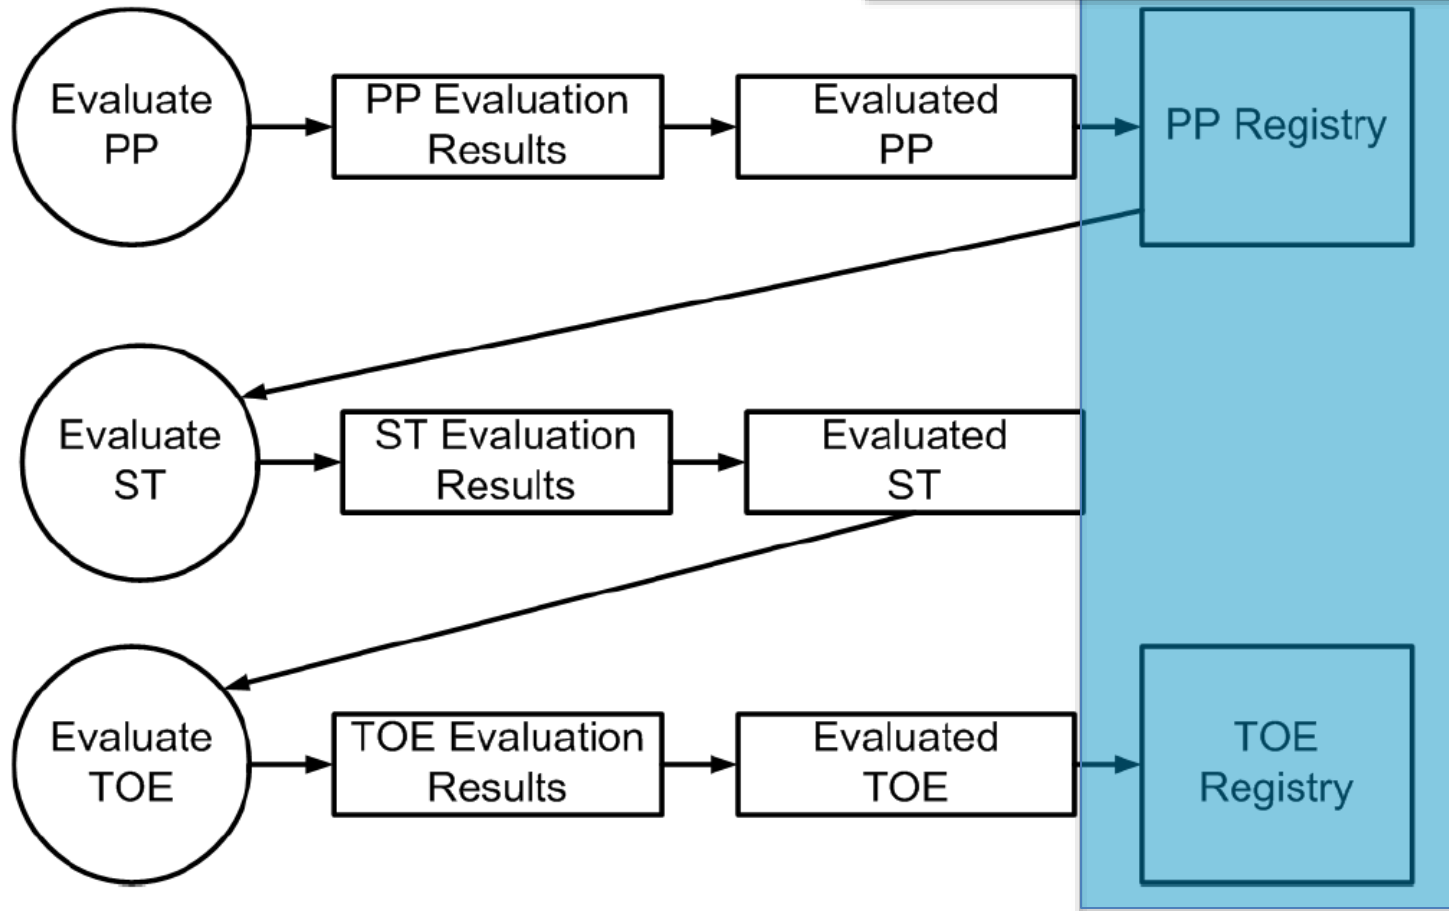 Evaluate
PP
PP Evaluation
Results
Evaluated
PP
PP Registry
Evaluate
ST
ST Evaluation
Results
Evaluated
ST
Evaluate
TOE
TOE Evaluation
Results
Evaluated
TOE
TOE
Registry